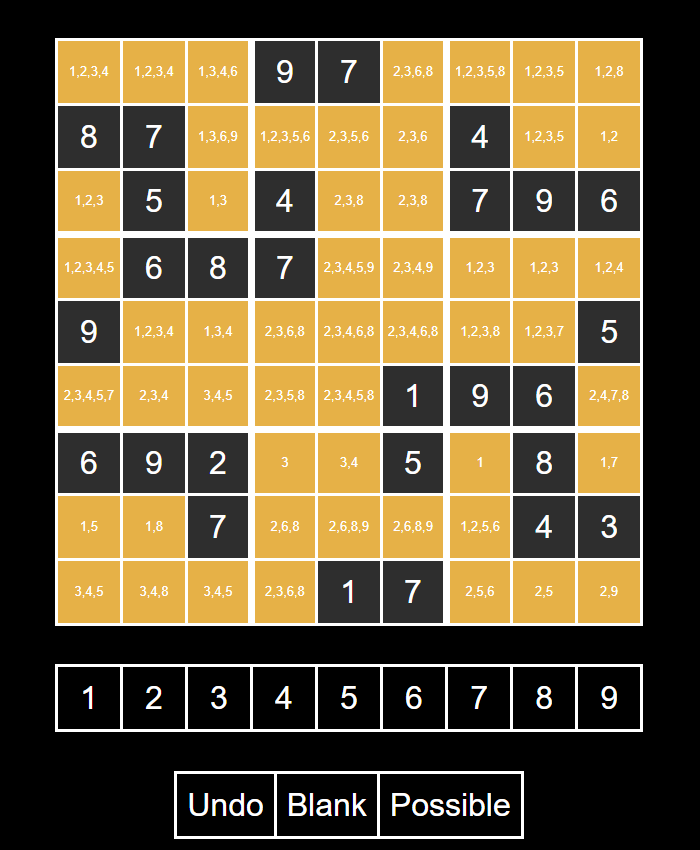 1,2,3,4 1,2,3,4 1,3,4,6 9 7 2,3,6,8 1,2,3,5,8 1,2,3,5 1,2,8
8 7 1,3,6,9 1,2,3,5,6 2,3,5,6 2,3,6 4 1,2,3,5 1,2
1,2,3 5 1,3 4 2,3,8 2,3,8 7 9 6
1,2,3,4,5 6 8 7 2,3,4,5,9 2,3,4,9 1,2,3 1,2,3 1,2,4
9 1,2,3,4 1,3,4 2,3,6,8 2,3,4,6,8 2,3,4,6,8 1,2,3,8 1,2,3,7 5
2,3,4,5,7 2,3,4 3,4,5 2,3,5,8 2,3,4,5,8 1 9 6 2,4,7,8
6 9 2 3 3,4 5 1 8 1,7
1,5 1,8 7 2,6,8 2,6,8,9 2,6,8,9 1,2,5,6 4 3
3,4,5 3,4,8 3,4,5 2,3,6,8 1 7 2,5,6 2,5 2,9
1 2 3 4 5 6 7 8 9
Undo Blank Possible